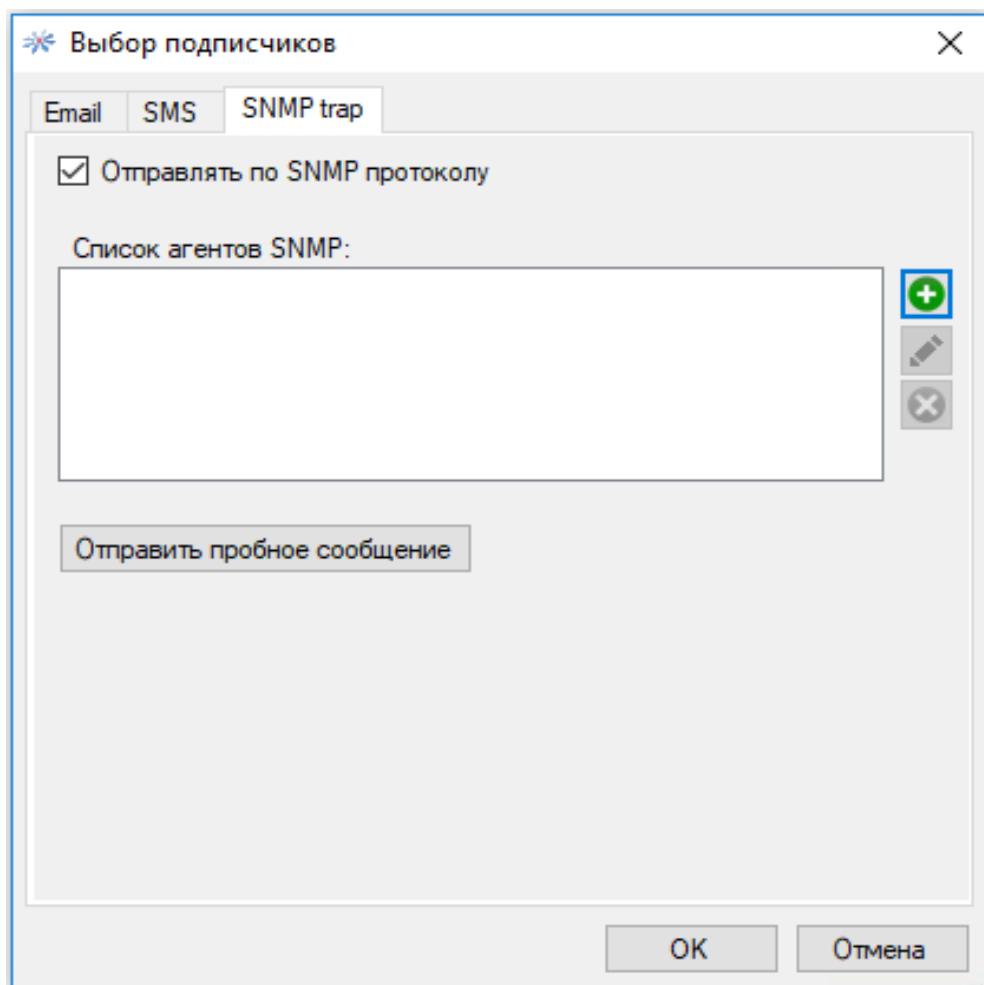 Выбор подписчиков
Email SMS SNMP trap
Отправлять по SNMP протоколу
Список агентов SNMP:
Отправить пробное сообщение
OK Отмена